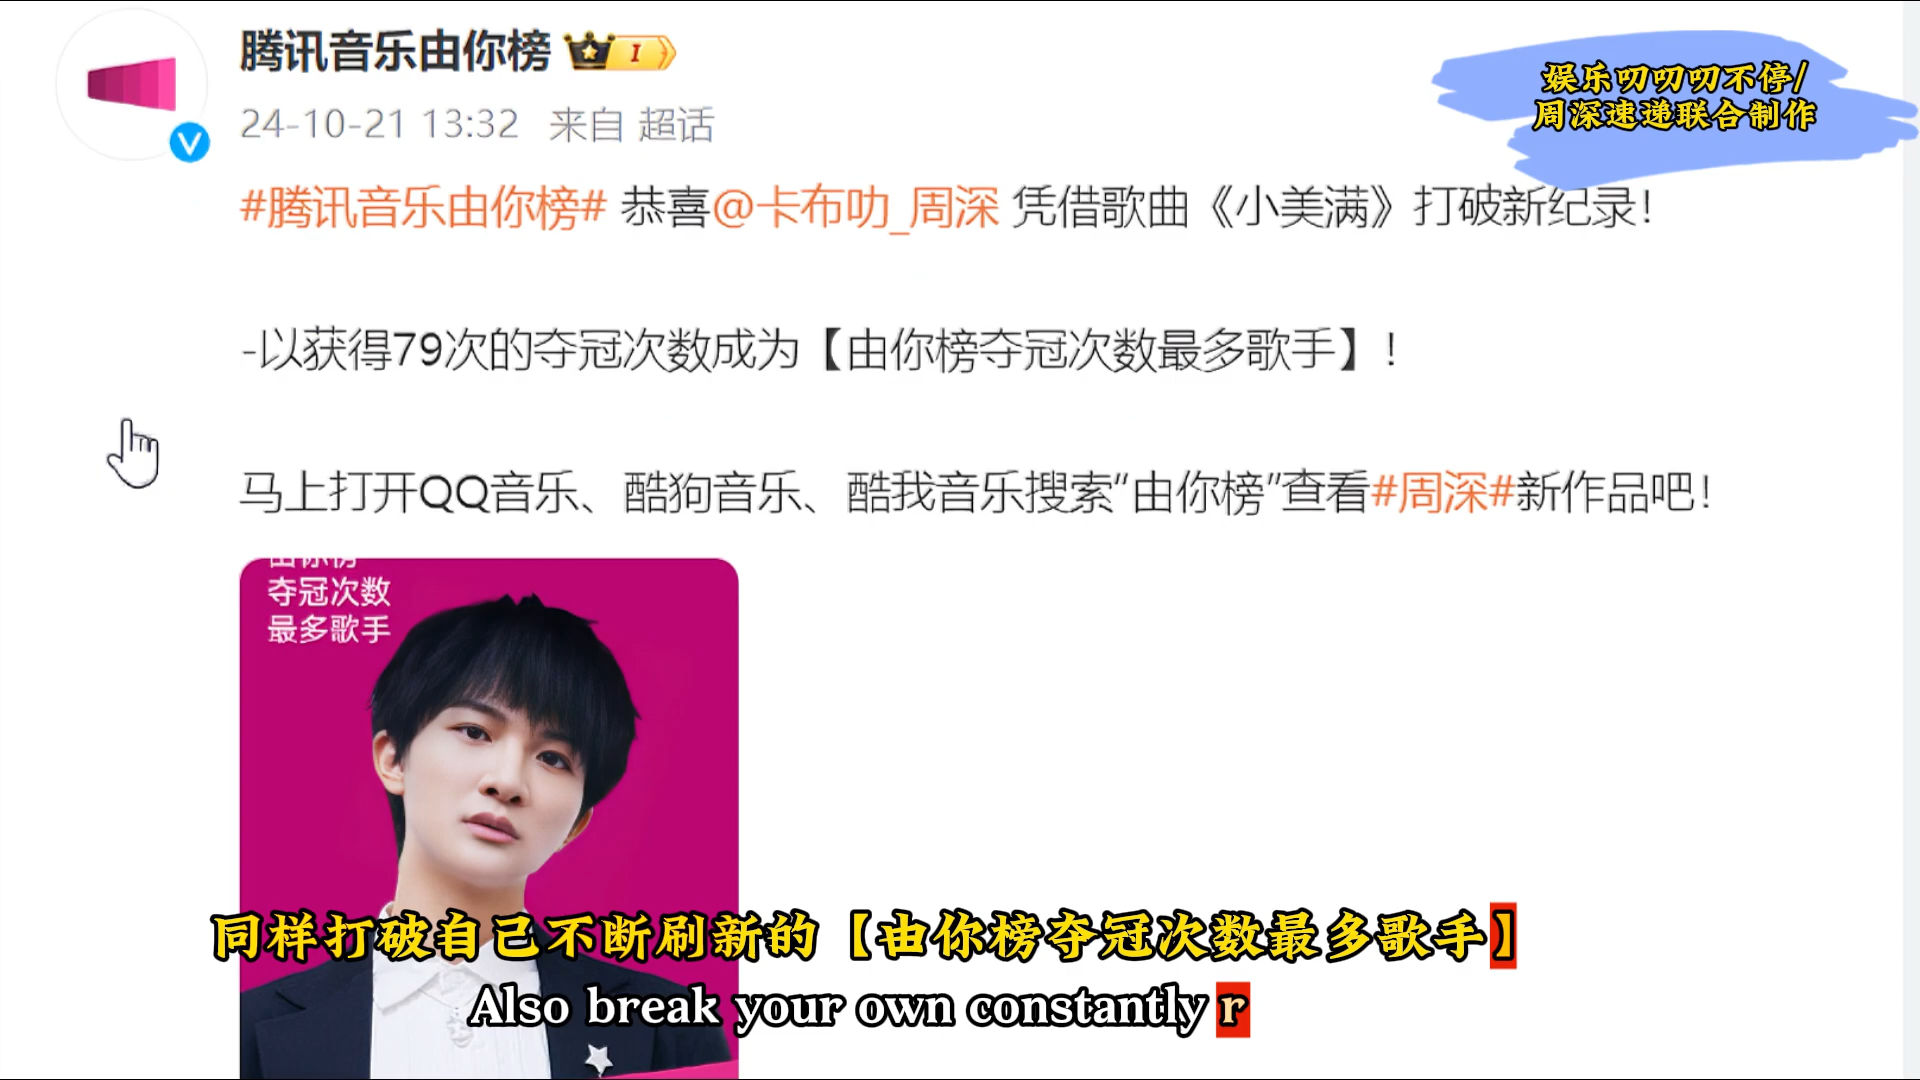 腾讯音乐由你榜 I
24-10-21 13:32 来自 超话
娱乐叨叨叨不停/
周深速递联合制作
#腾讯音乐由你榜# 恭喜@卡布叻_周深 凭借歌曲《小美满》打破新纪录！
-以获得79次的夺冠次数成为【由你榜夺冠次数最多歌手】！
马上打开QQ音乐、酷狗音乐、酷我音乐搜索“由你榜”查看#周深#新作品吧！
由你榜
夺冠次数
最多歌手
同样打破自己不断刷新的【由你榜夺冠次数最多歌手】
Also break your own constantly r